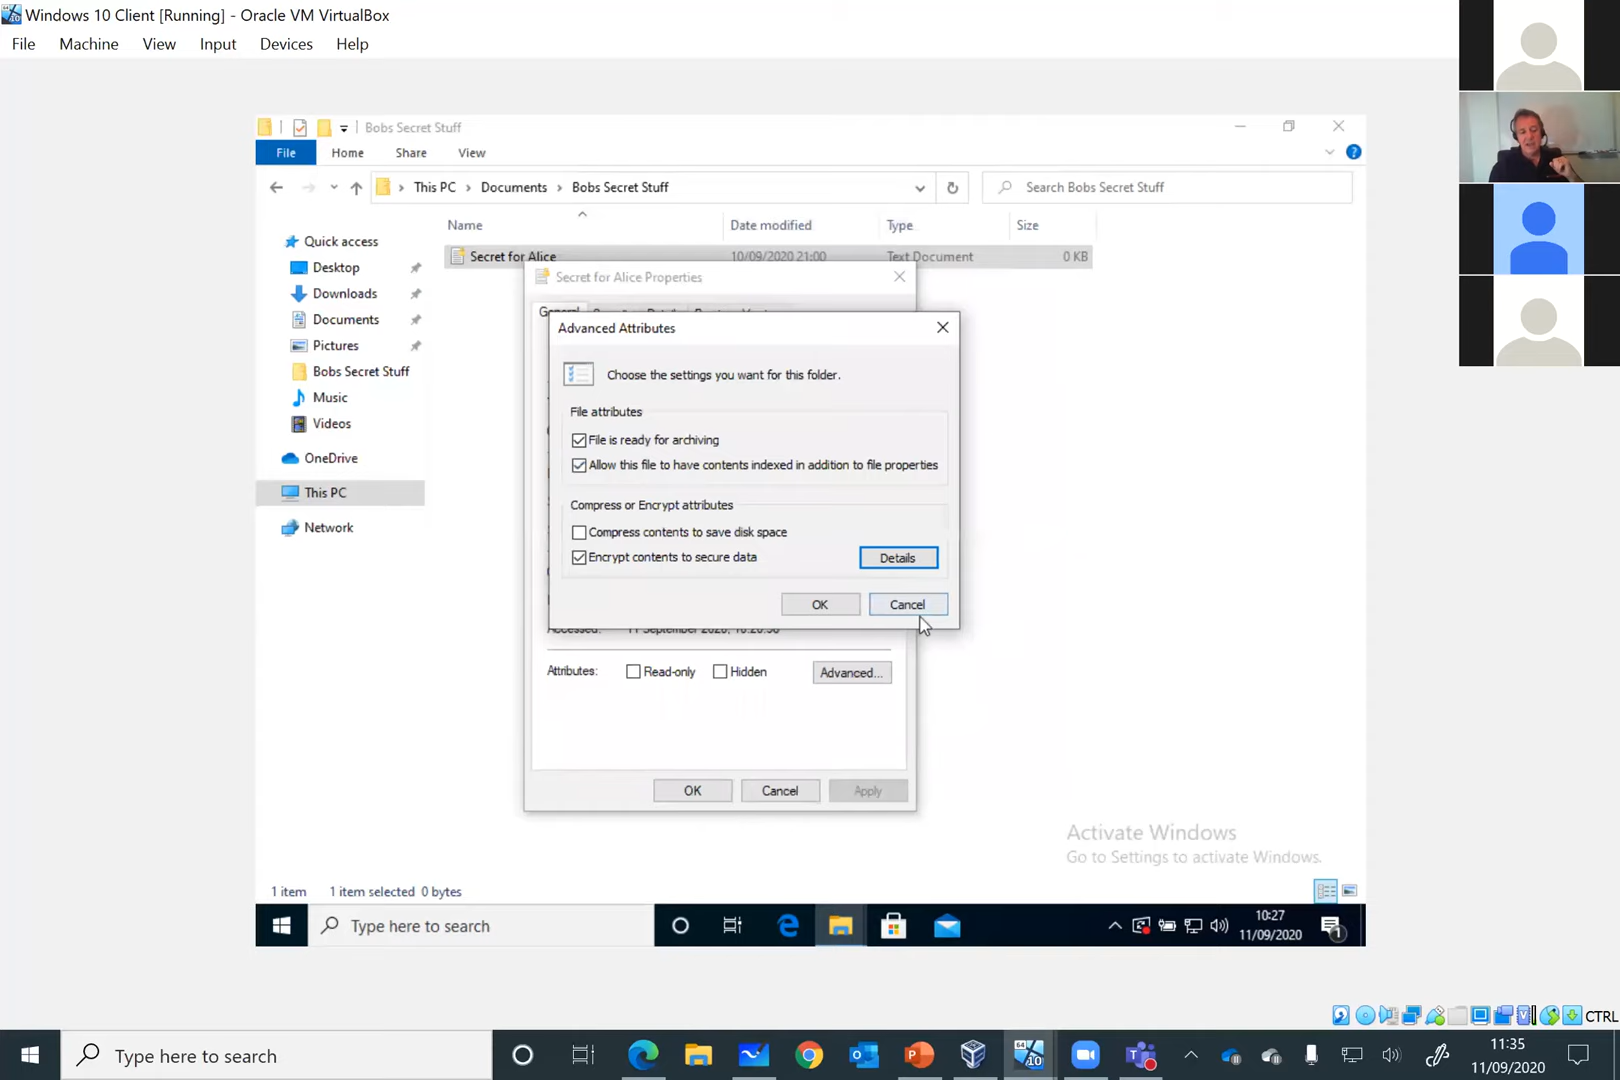 Windows 10 Client [Running] - Oracle VM VirtualBox
File Machine View Input Devices Help
Bobs Secret Stuff
File Home Share View
This PC > Documents > Bobs Secret Stuff
Search Bobs Secret Stuff
Name Date modified Type Size
Secret for Alice 10/09/2020 21:00 Text Document 0 KB
Quick access
Desktop
Downloads
Documents
Pictures
Bobs Secret Stuff
Music
Videos
OneDrive
This PC
Network
Secret for Alice Properties
Advanced Attributes
Choose the settings you want for this folder.
File attributes
File is ready for archiving
Allow this file to have contents indexed in addition to file properties
Compress or Encrypt attributes
Compress contents to save disk space
Encrypt contents to secure data
Details
OK Cancel
Attributes: Read-only Hidden Advanced...
OK Cancel Apply
Activate Windows
Go to Settings to activate Windows.
1 item 1 item selected 0 bytes
Type here to search
10:27
11/09/2020
1
CTRL
Type here to search
64
10
11:35
11/09/2020